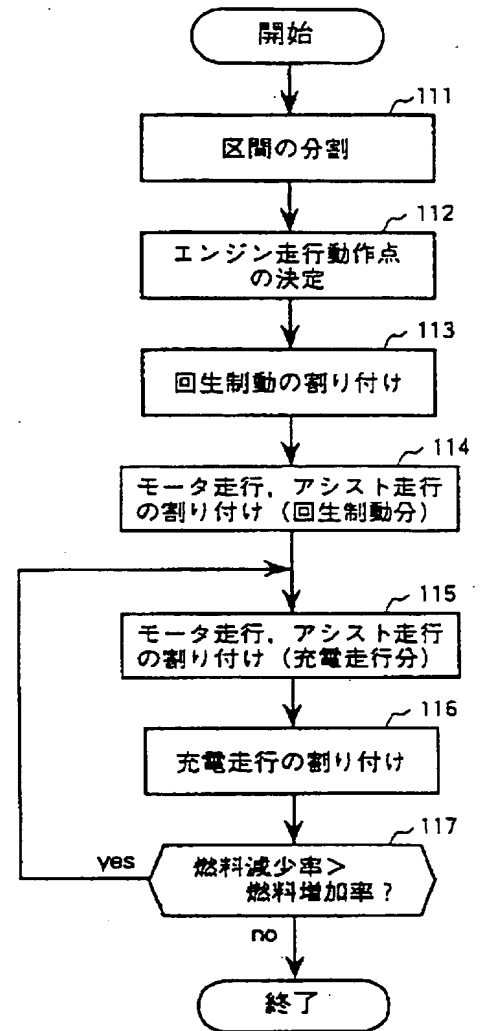 開始
111
区間の分割
112
エンジン走行動作点
の決定
113
回生制動の割り付け
114
モータ走行,アシスト走行
の割り付け(回生制動分)
115
モータ走行,アシスト走行
の割り付け(充電走行分)
116
充電走行の割り付け
117
燃料減少率>
燃料増加率?
yes
no
終了